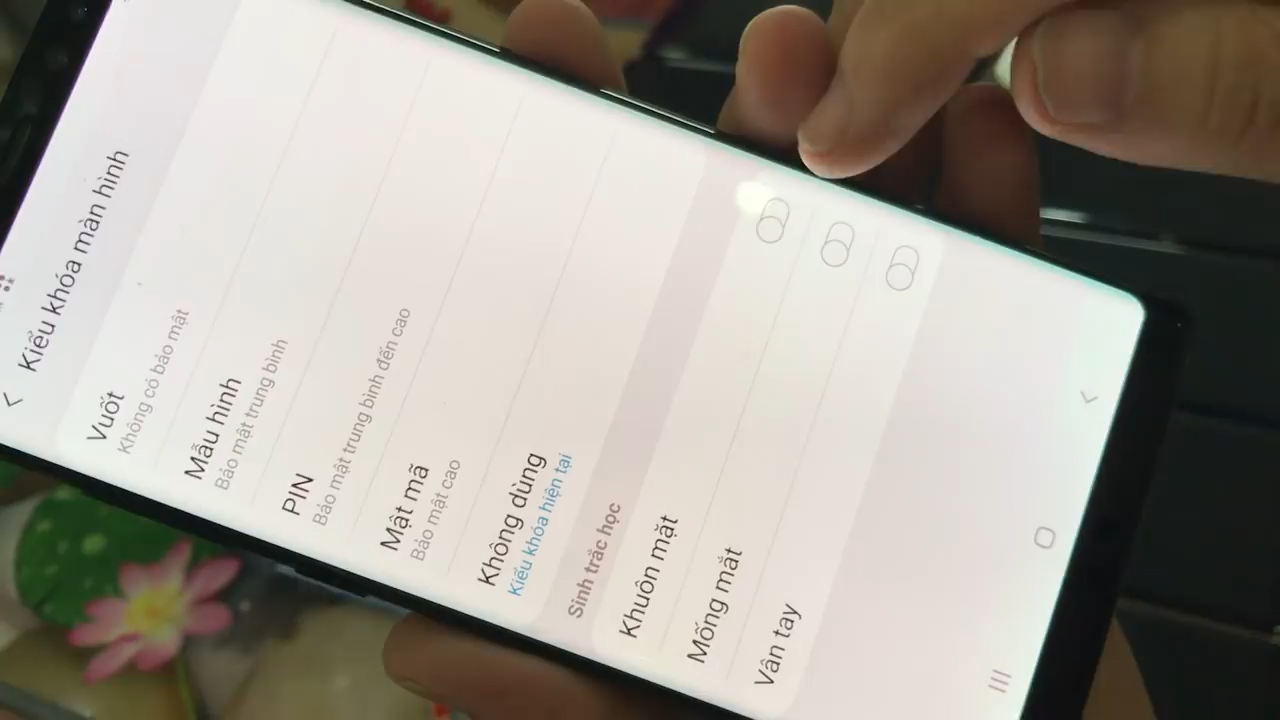 Kiểu khóa màn hình
Vuốt
Không có bảo mật
Mẫu hình
Bảo mật trung bình
PIN
Bảo mật trung bình đến cao
Mật mã
Bảo mật cao
Không dùng
Kiểu khóa hiện tại
Sinh trắc học
Khuôn mặt
Mống mắt
Vân tay